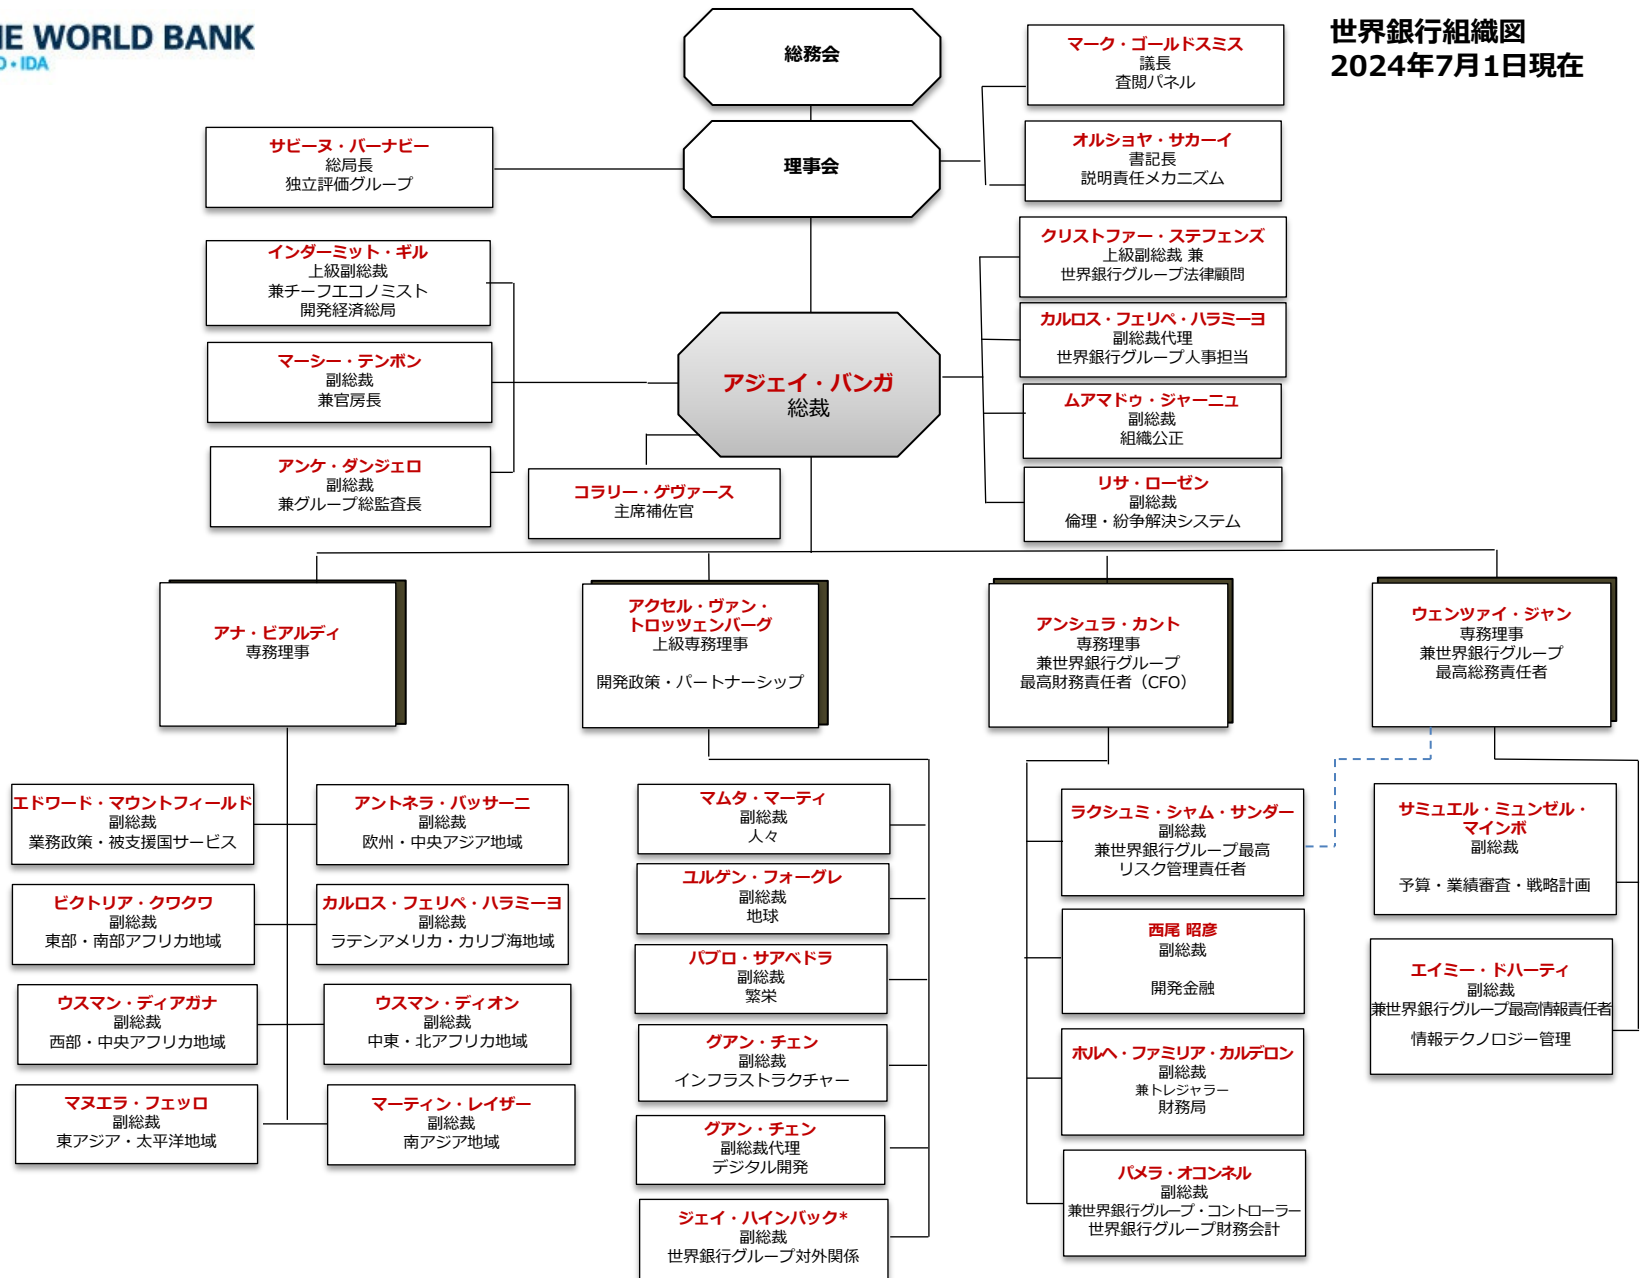 THE WORLD BANK
IBRD • IDA
世界銀行組織図
2024年7月1日現在
総務会
マーク・ゴールドスミス
議長
査閲パネル
サビーヌ・バーナビー
総局長
独立評価グループ
理事会
オルショヤ・サカーイ
書記長
説明責任メカニズム
インダーミット・ギル
上級副総裁
兼チーフエコノミスト
開発経済総局
クリストファー・ステフェンズ
上級副総裁 兼
世界銀行グループ法律顧問
マーシー・テンボン
副総裁
兼官房長
アジェイ・バンガ
総裁
カルロス・フェリペ・ハラミーヨ
副総裁代理
世界銀行グループ人事担当
ムアマドゥ・ジャーニュ
副総裁
組織公正
アンケ・ダンジェロ
副総裁
兼グループ総監査長
コラリー・ゲヴァース
主席補佐官
リサ・ローゼン
副総裁
倫理・紛争解決システム
アナ・ビアルディ
専務理事
アクセル・ヴァン・
トロッツェンバーグ
上級専務理事
開発政策・パートナーシップ
アンシュラ・カント
専務理事
兼世界銀行グループ
最高財務責任者（CFO）
ウェンツァイ・ジャン
専務理事
兼世界銀行グループ
最高総務責任者
エドワード・マウントフィールド
副総裁
業務政策・被支援国サービス
アントネラ・バッサーニ
副総裁
欧州・中央アジア地域
ビクトリア・クワクワ
副総裁
東部・南部アフリカ地域
カルロス・フェリペ・ハラミーヨ
副総裁
ラテンアメリカ・カリブ海地域
ウスマン・ディアガナ
副総裁
西部・中央アフリカ地域
ウスマン・ディオン
副総裁
中東・北アフリカ地域
マヌエラ・フェッロ
副総裁
東アジア・太平洋地域
マーティン・レイザー
副総裁
南アジア地域
マムタ・マーティ
副総裁
人々
ユルゲン・フォーグレ
副総裁
地球
パブロ・サアベドラ
副総裁
繁栄
グアン・チェン
副総裁
インフラストラクチャー
グアン・チェン
副総裁代理
デジタル開発
ジェイ・ハインバック*
副総裁
世界銀行グループ対外関係
ラクシュミ・シャム・サンダー
副総裁
兼世界銀行グループ最高
リスク管理責任者
西尾 昭彦
副総裁
開発金融
ホルヘ・ファミリア・カルデロン
副総裁
兼トレジャラー
財務局
パメラ・オコンネル
副総裁
兼世界銀行グループ・コントローラー
世界銀行グループ財務会計
サミュエル・ミュンゼル・
マインボ
副総裁
予算・業績審査・戦略計画
エイミー・ドハーティ
副総裁
兼世界銀行グループ最高情報責任者
情報テクノロジー管理